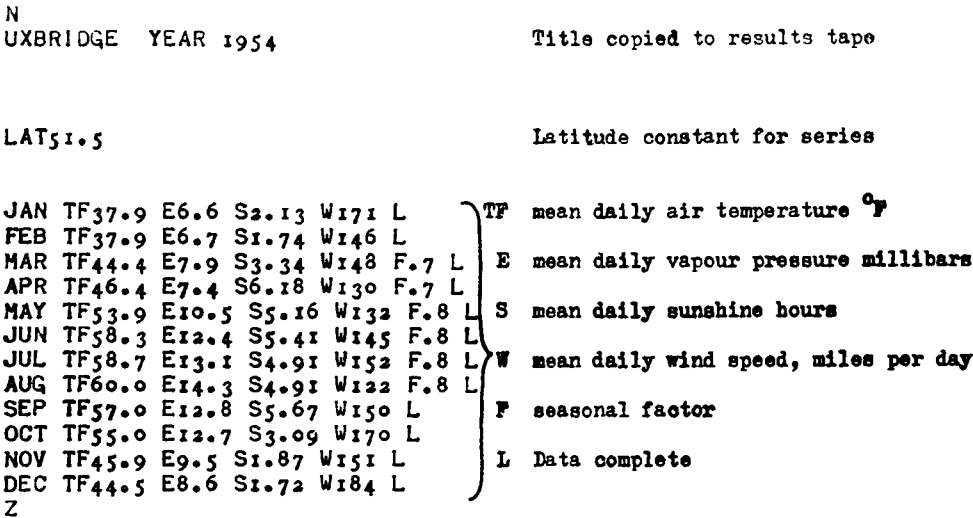 N
UXBRIDGE YEAR 1954 Title copied to results tape
LAT51.5 Latitude constant for series
JAN TF37.9 E6.6 S2.13 W171 L TF mean daily air temperature °F
FEB TF37.9 E6.7 S1.74 W146 L
MAR TF44.4 E7.9 S3.34 W148 F.7 L E mean daily vapour pressure millibars
APR TF46.4 E7.4 S6.18 W130 F.7 L
MAY TF53.9 E10.5 S5.16 W132 F.8 L S mean daily sunshine hours
JUN TF58.3 E12.4 S5.41 W145 F.8 L
JUL TF58.7 E13.1 S4.91 W152 F.8 L W mean daily wind speed, miles per day
AUG TF60.0 E14.3 S4.91 W122 F.8 L
SEP TF57.0 E12.8 S5.67 W150 L F seasonal factor
OCT TF55.0 E12.7 S3.09 W170 L
NOV TF45.9 E9.5 S1.87 W151 L L Data complete
DEC TF44.5 E8.6 S1.72 W184 L
Z